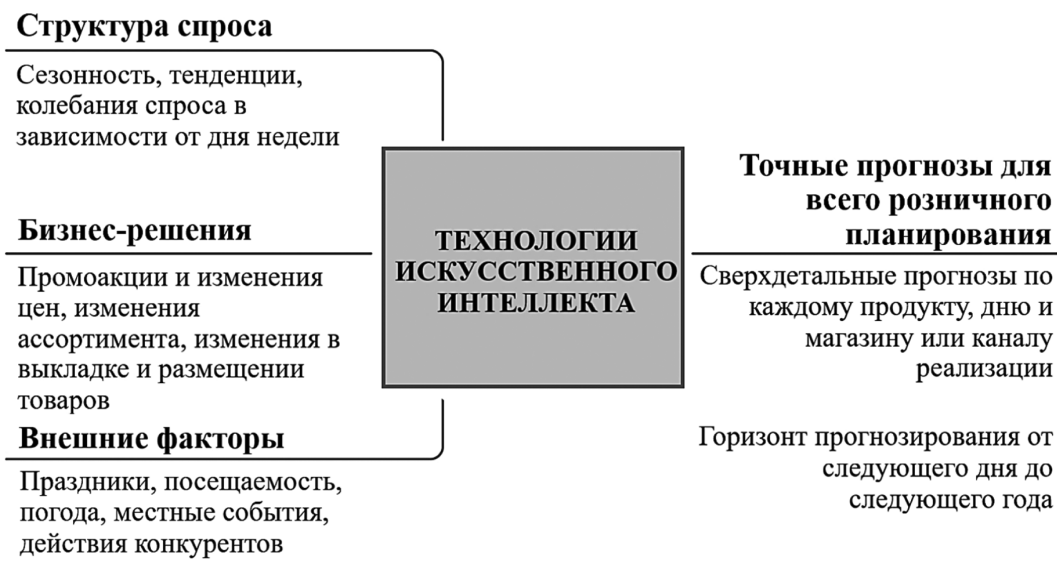 Структура спроса
Сезонность, тенденции,
колебания спроса в
зависимости от дня недели
Бизнес-решения
Промоакции и изменения
цен, изменения
ассортимента, изменения в
выкладке и размещении
товаров
Внешние факторы
Праздники, посещаемость,
погода, местные события,
действия конкурентов
ТЕХНОЛОГИИ
ИСКУССТВЕННОГО
ИНТЕЛЛЕКТА
Точные прогнозы для
всего розничного
планирования
Сверхдетальные прогнозы по
каждому продукту, дню и
магазину или каналу
реализации
Горизонт прогнозирования от
следующего дня до
следующего года